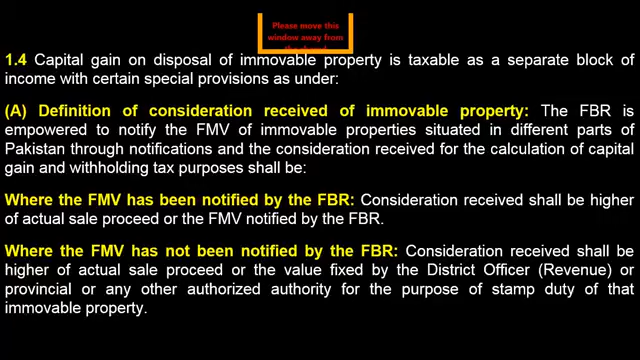 Please move this
window away from
the shared
1.4 Capital gain on disposal of immovable property is taxable as a separate block of
income with certain special provisions as under:
(A) Definition of consideration received of immovable property: The FBR is
empowered to notify the FMV of immovable properties situated in different parts of
Pakistan through notifications and the consideration received for the calculation of capital
gain and withholding tax purposes shall be:
Where the FMV has been notified by the FBR: Consideration received shall be higher
of actual sale proceed or the FMV notified by the FBR.
Where the FMV has not been notified by the FBR: Consideration received shall be
higher of actual sale proceed or the value fixed by the District Officer (Revenue) or
provincial or any other authorized authority for the purpose of stamp duty of that
immovable property.